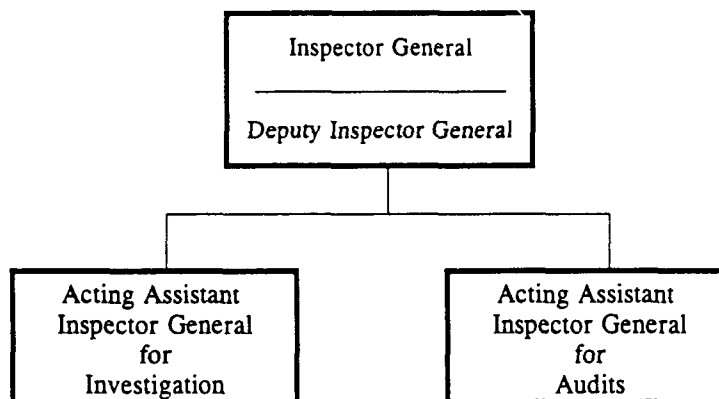 Inspector General
Deputy Inspector General
Acting Assistant
Inspector General
for
Investigation
Acting Assistant
Inspector General
for
Audits